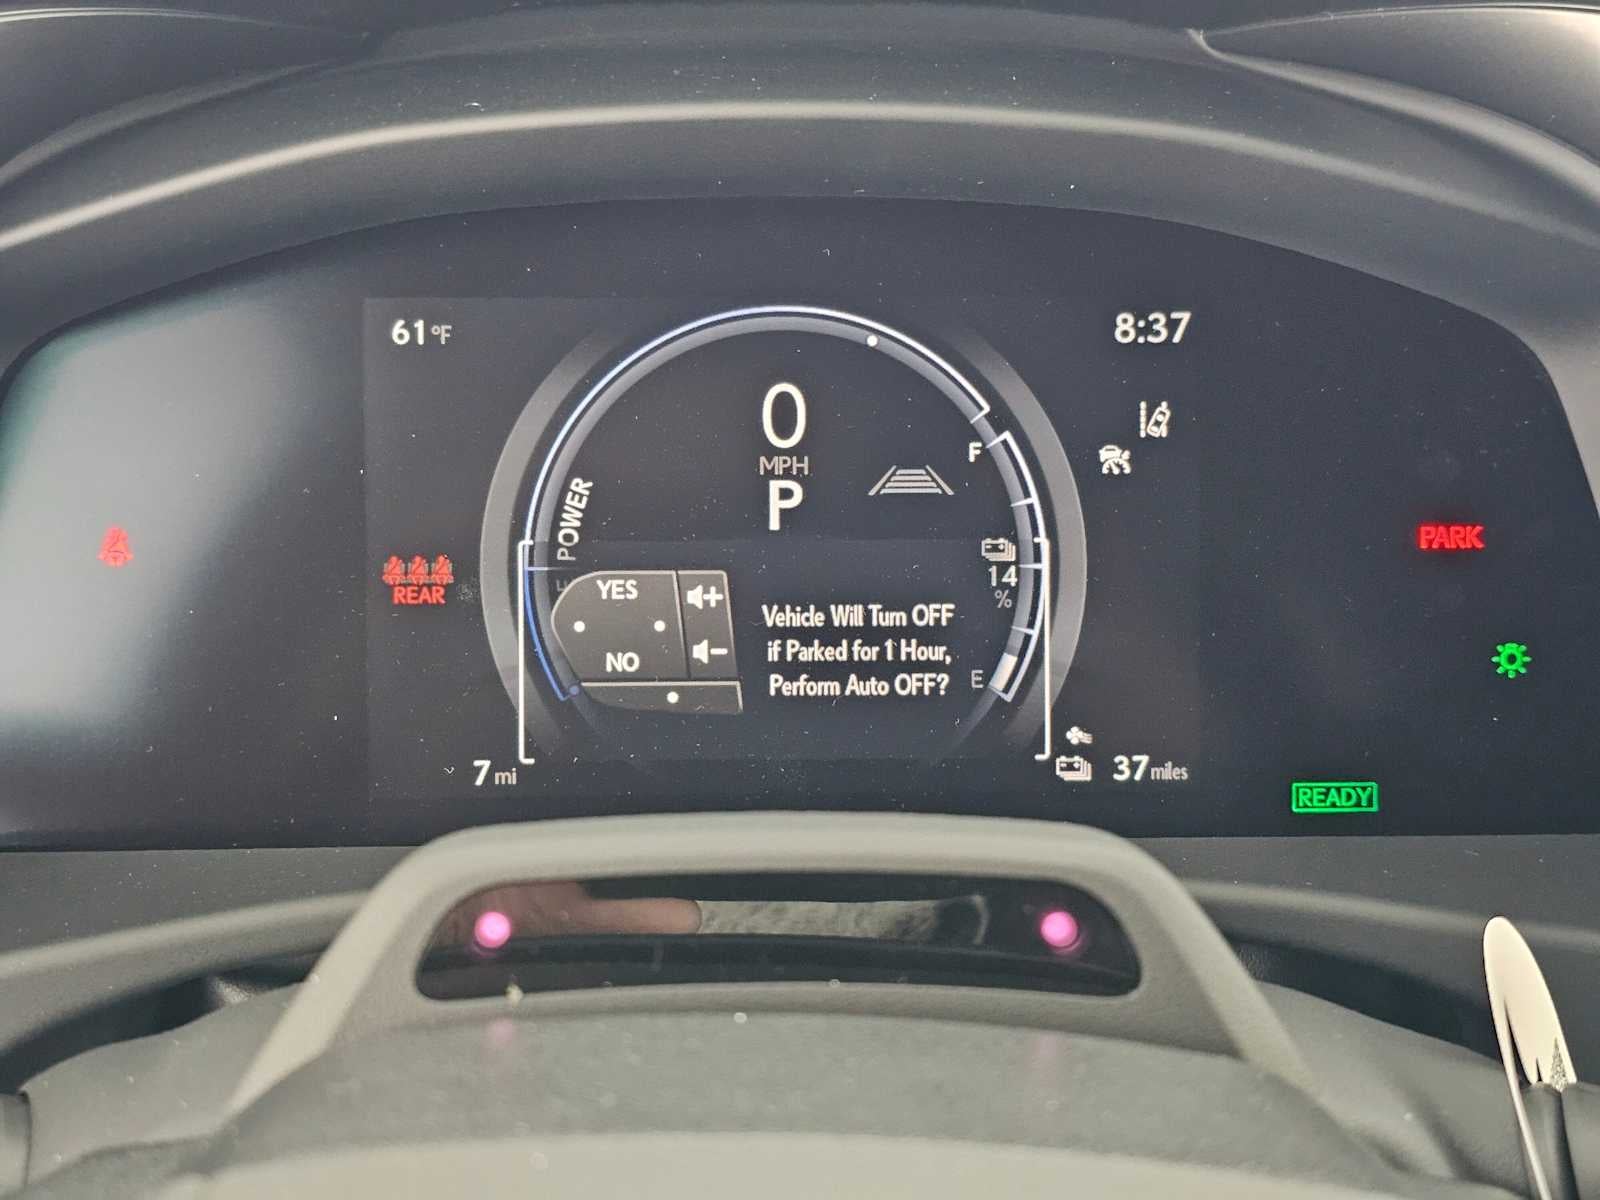 61°F
8:37
0
MPH
P
POWER
F
14
%
E
YES
NO
+
-
Vehicle Will Turn OFF
if Parked for 1 Hour,
Perform Auto OFF?
REAR
PARK
7 mi
37 miles
READY